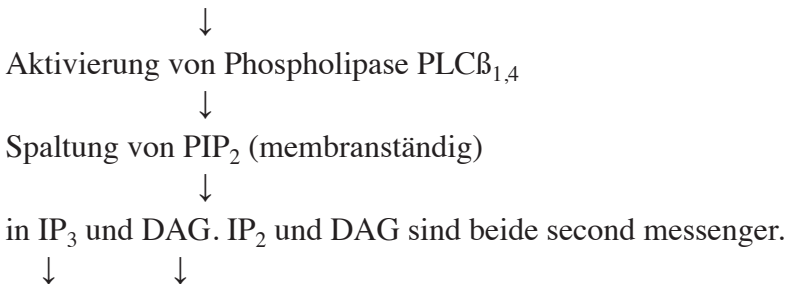 ↓
Aktivierung von Phospholipase PLCß₁,₄
↓
Spaltung von PIP₂ (membranständig)
↓
in IP₃ und DAG. IP₂ und DAG sind beide second messenger.
↓ ↓